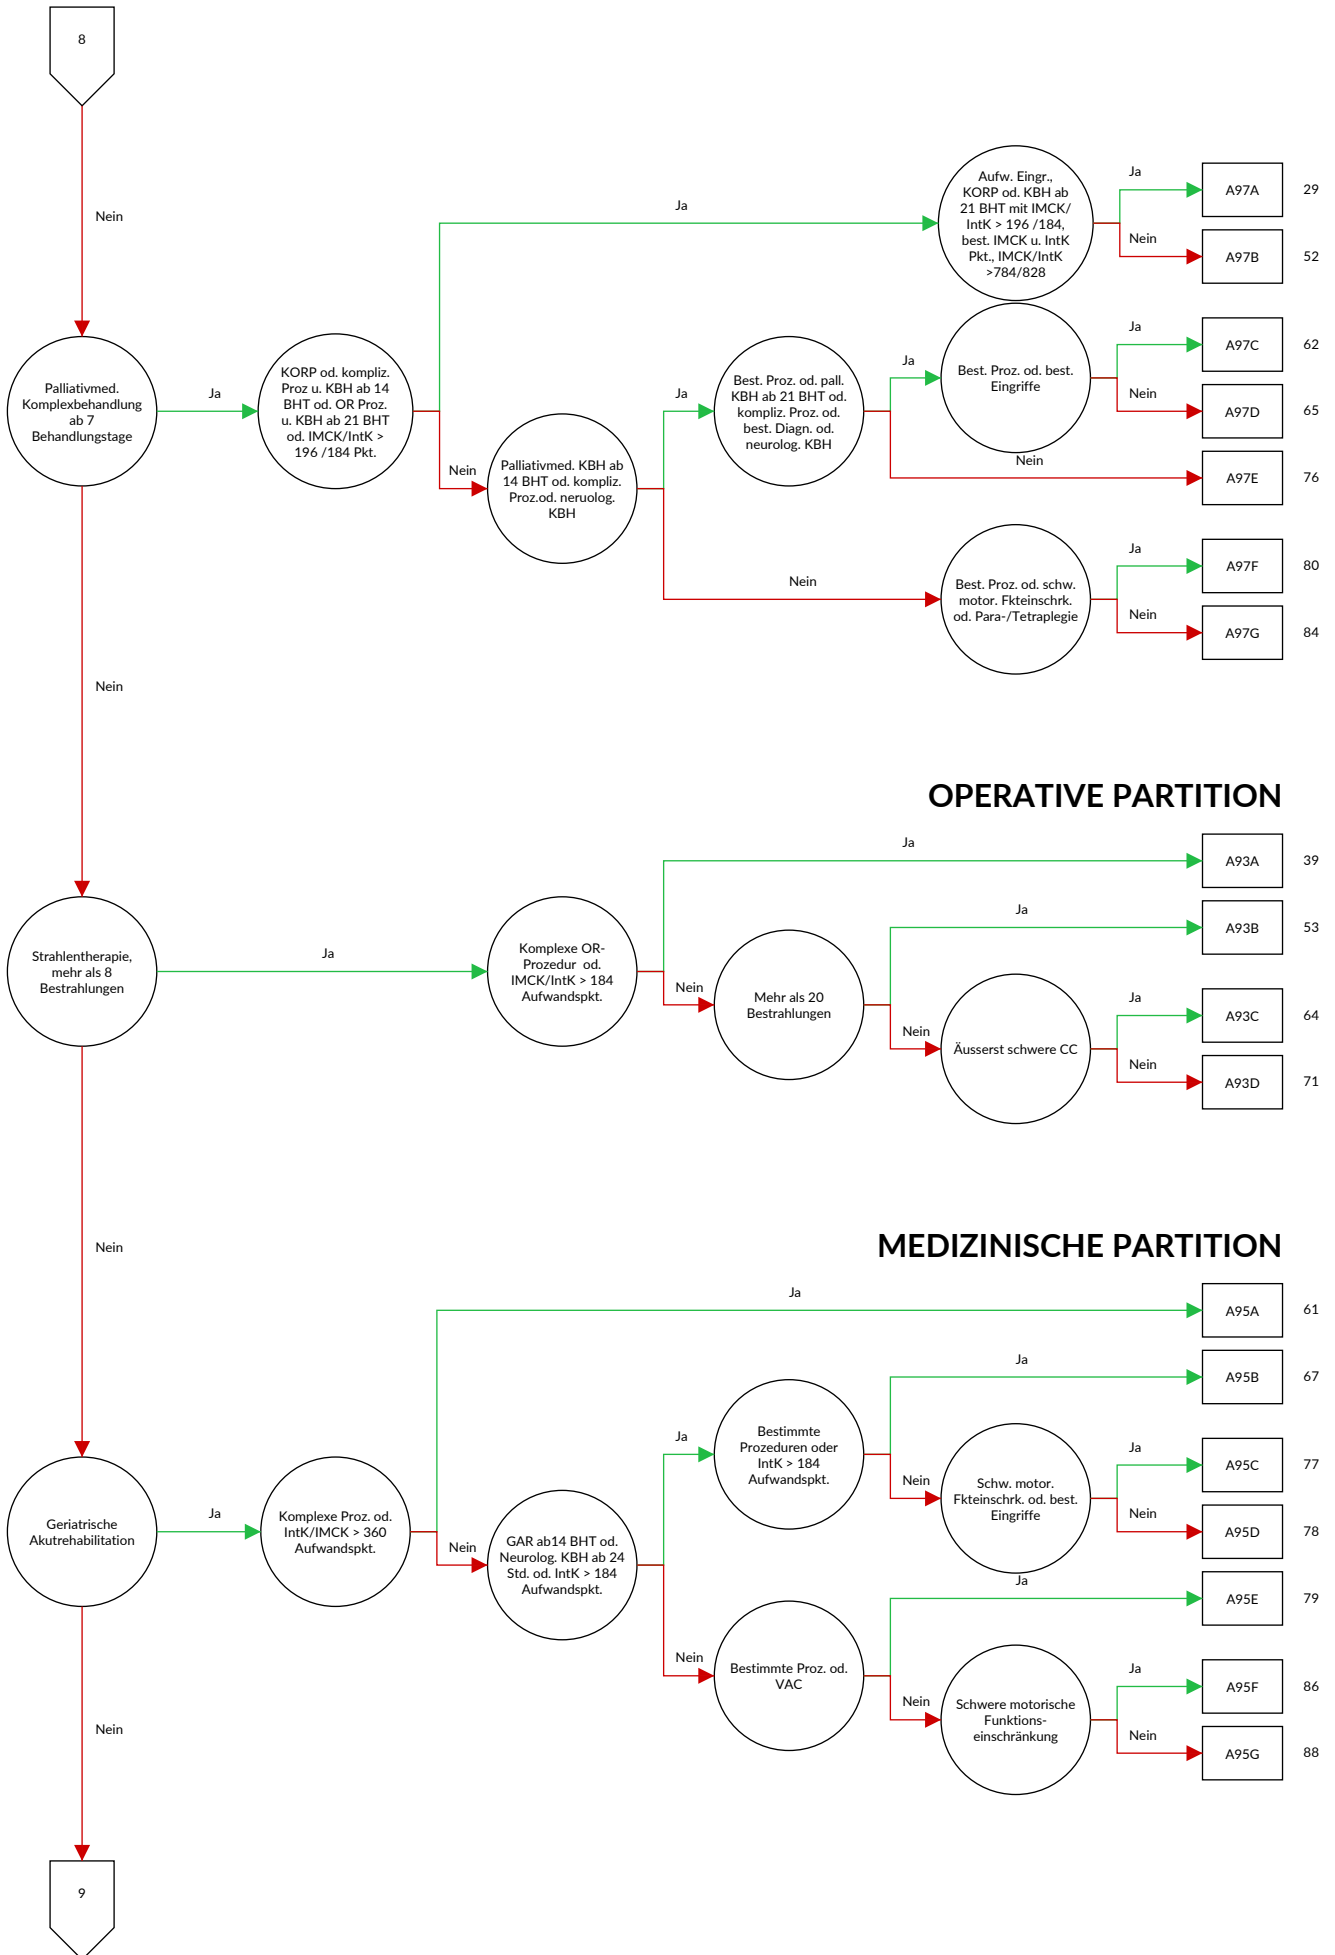 8
Nein
Aufw. Eingr.,
KORP od. KBH ab
21 BHT mit IMCK/
IntK > 196 /184,
best. IMCK u. IntK
Pkt., IMCK/IntK
>784/828
Ja
A97A
29
Nein
A97B
52
Ja
Palliativmed.
Komplexbehandlung
ab 7
Behandlungstage
Ja
KORP od. kompliz.
Proz u. KBH ab 14
BHT od. OR Proz.
u. KBH ab 21 BHT
od. IMCK/IntK >
196 /184 Pkt.
Nein
Palliativmed. KBH ab
14 BHT od. kompliz.
Proz.od. neruolog.
KBH
Ja
Best. Proz. od. pall.
KBH ab 21 BHT od.
kompliz. Proz. od.
best. Diagn. od.
neurolog. KBH
Ja
Best. Proz. od. best.
Eingriffe
Ja
A97C
62
Nein
A97D
65
Nein
A97E
76
Nein
Best. Proz. od. schw.
motor. Fkteinschrk.
od. Para-/Tetraplegie
Ja
A97F
80
Nein
A97G
84
Nein
OPERATIVE PARTITION
Strahlentherapie,
mehr als 8
Bestrahlungen
Ja
Komplexe OR-
Prozedur od.
IMCK/IntK > 184
Aufwandspkt.
Ja
A93A
39
Nein
Mehr als 20
Bestrahlungen
Ja
A93B
53
Nein
Äusserst schwere CC
Ja
A93C
64
Nein
A93D
71
Nein
MEDIZINISCHE PARTITION
Geriatrische
Akutrehabilitation
Ja
Komplexe Proz. od.
IntK/IMCK > 360
Aufwandspkt.
Ja
A95A
61
Nein
GAR ab14 BHT od.
Neurolog. KBH ab 24
Std. od. IntK > 184
Aufwandspkt.
Ja
Bestimmte
Prozeduren oder
IntK > 184
Aufwandspkt.
Ja
A95B
67
Nein
Schw. motor.
Fkteinschrk. od. best.
Eingriffe
Ja
A95C
77
Nein
A95D
78
Nein
Bestimmte Proz. od.
VAC
Ja
A95E
79
Nein
Schwere motorische
Funktions-
einschränkung
Ja
A95F
86
Nein
A95G
88
Nein
9